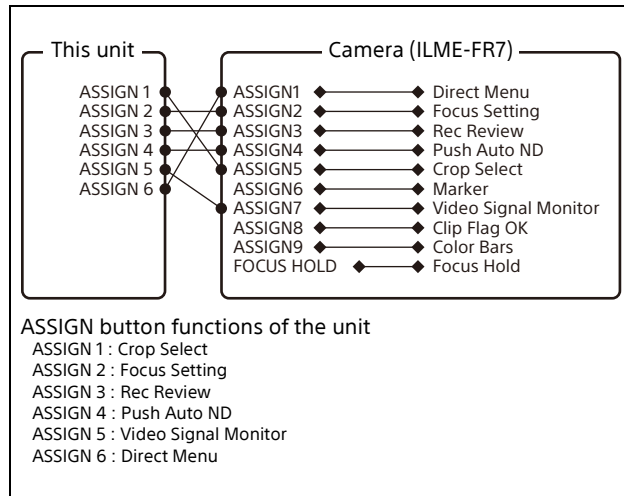 This unit
Camera (ILME-FR7)
ASSIGN 1
ASSIGN 2
ASSIGN 3
ASSIGN 4
ASSIGN 5
ASSIGN 6
ASSIGN1 Direct Menu
ASSIGN2 Focus Setting
ASSIGN3 Rec Review
ASSIGN4 Push Auto ND
ASSIGN5 Crop Select
ASSIGN6 Marker
ASSIGN7 Video Signal Monitor
ASSIGN8 Clip Flag OK
ASSIGN9 Color Bars
FOCUS HOLD Focus Hold
ASSIGN button functions of the unit
ASSIGN 1 : Crop Select
ASSIGN 2 : Focus Setting
ASSIGN 3 : Rec Review
ASSIGN 4 : Push Auto ND
ASSIGN 5 : Video Signal Monitor
ASSIGN 6 : Direct Menu